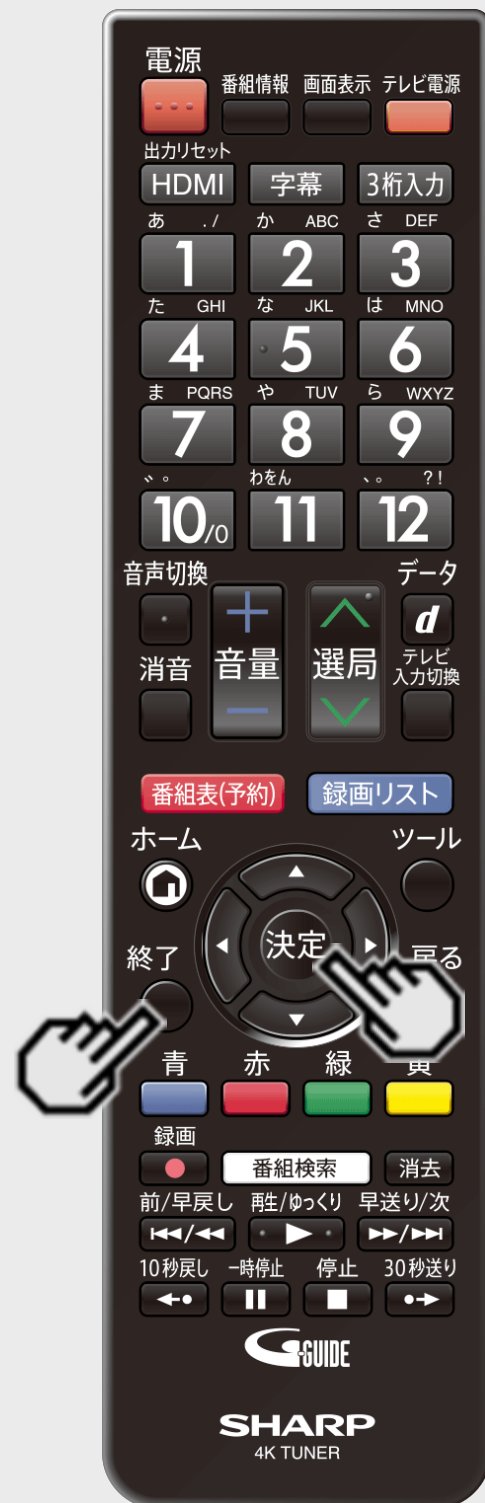 電源
番組情報 画面表示 テレビ電源
出力リセット
HDMI 字幕 3桁入力
あ ./ か ABC さ DEF
1 2 3
た GHI な JKL は MNO
4 5 6
ま PQRS や TUV ら WXYZ
7 8 9
゛゜ わをん 、。 ?!
10/0 11 12
音声切換 データ
+ d
消音 音量 選局 テレビ
入力切換
−
番組表(予約) 録画リスト
ホーム ツール
決定
終了 戻る
青 赤 緑 黄
録画
番組検索 消去
前/早戻し 再生/ゆっくり 早送り/次
10秒戻し 一時停止 停止 30秒送り
G-GUIDE
SHARP
4K TUNER